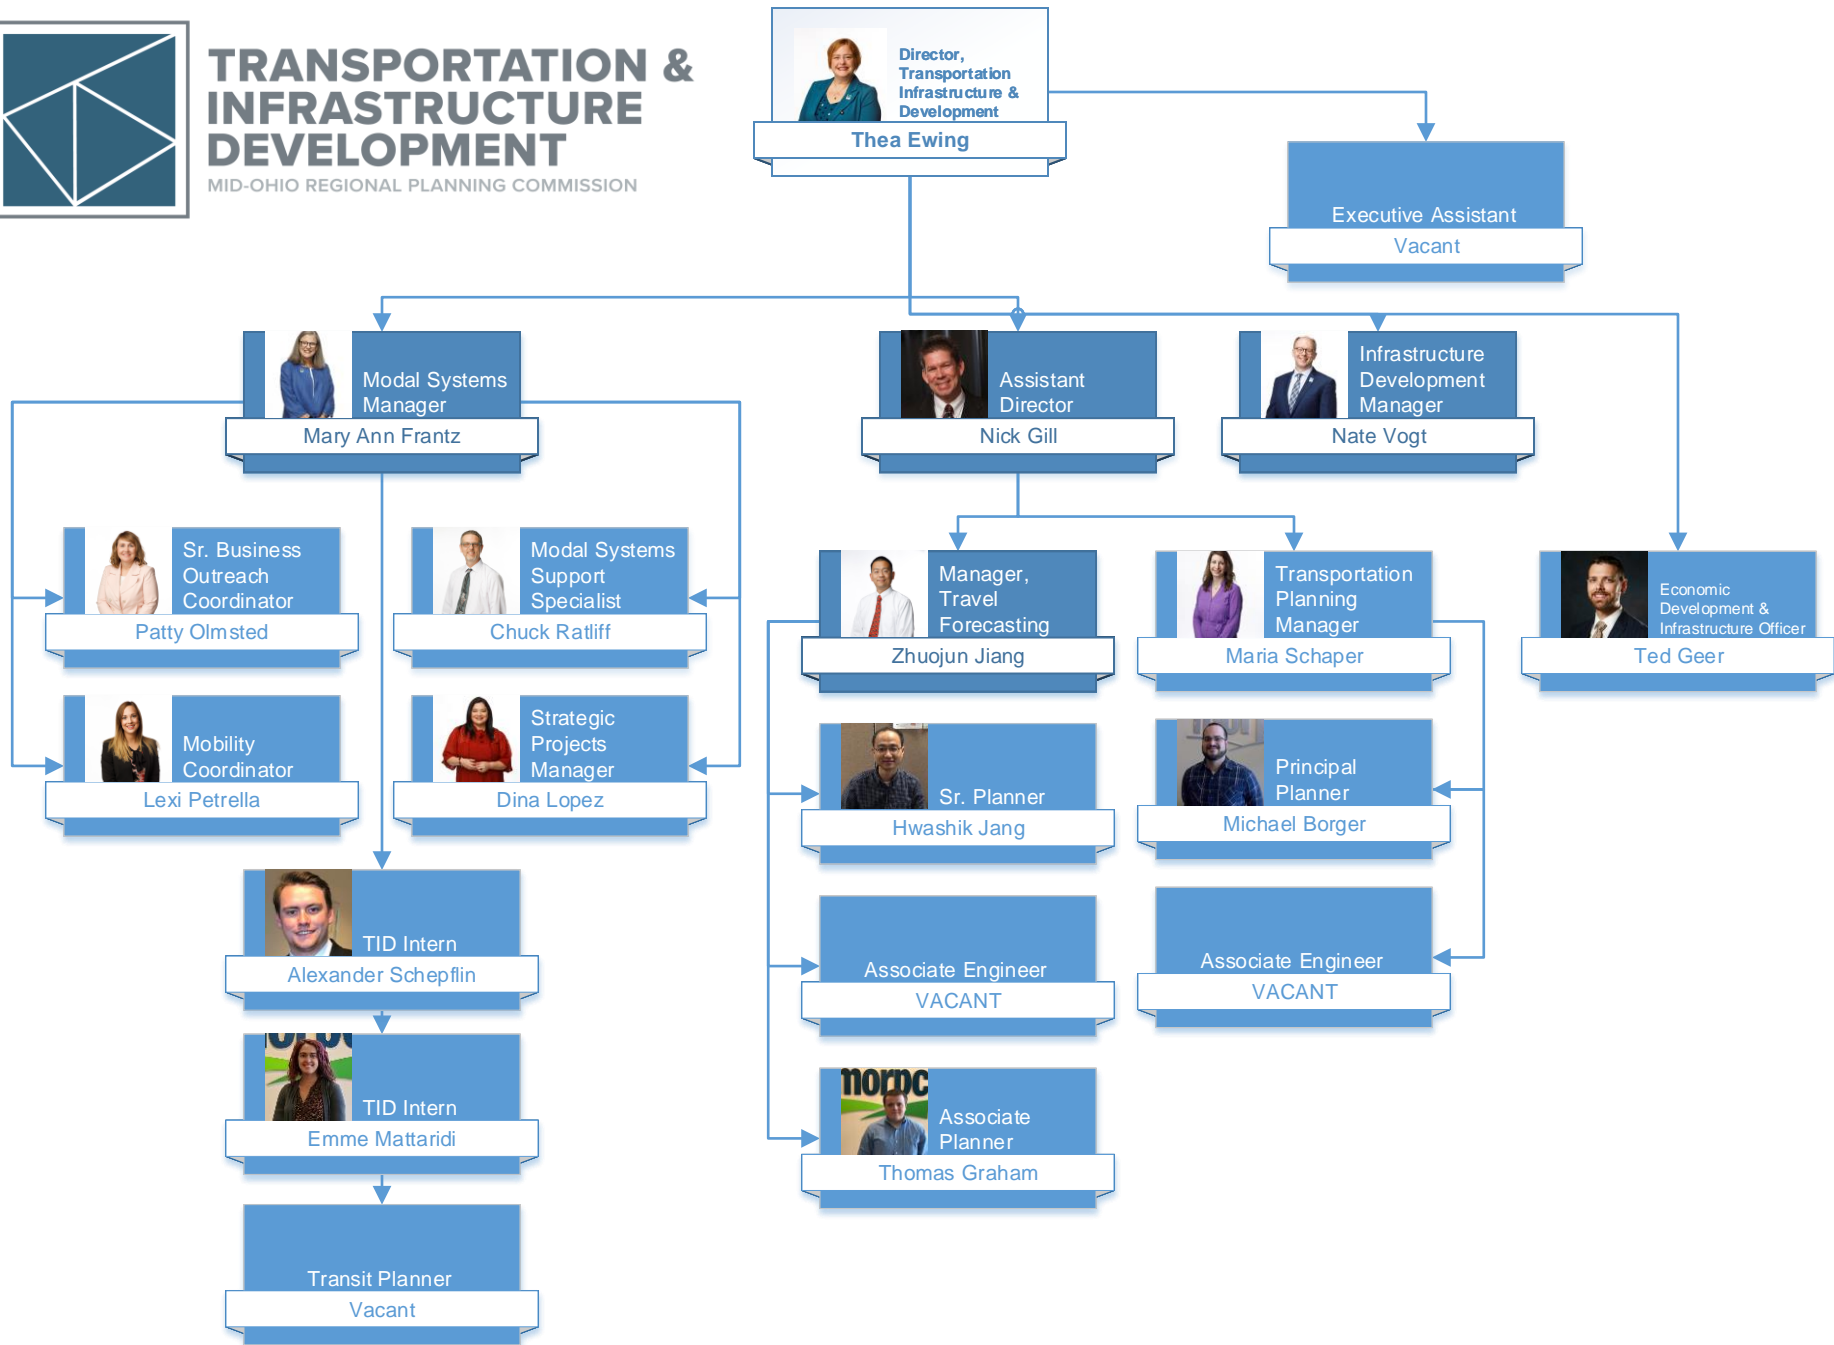 TRANSPORTATION &
INFRASTRUCTURE
DEVELOPMENT
MID-OHIO REGIONAL PLANNING COMMISSION
Director,
Transportation
Infrastructure &
Development
Thea Ewing
Executive Assistant
Vacant
Modal Systems
Manager
Mary Ann Frantz
Assistant
Director
Nick Gill
Infrastructure
Development
Manager
Nate Vogt
Sr. Business
Outreach
Coordinator
Patty Olmsted
Modal Systems
Support
Specialist
Chuck Ratliff
Manager,
Travel
Forecasting
Zhuojun Jiang
Transportation
Planning
Manager
Maria Schaper
Economic
Development &
Infrastructure Officer
Ted Geer
Mobility
Coordinator
Lexi Petrella
Strategic
Projects
Manager
Dina Lopez
Sr. Planner
Hwashik Jang
Principal
Planner
Michael Borger
TID Intern
Alexander Schepflin
Associate Engineer
VACANT
Associate Engineer
VACANT
TID Intern
Emme Mattaridi
morpc
Associate
Planner
Thomas Graham
Transit Planner
Vacant